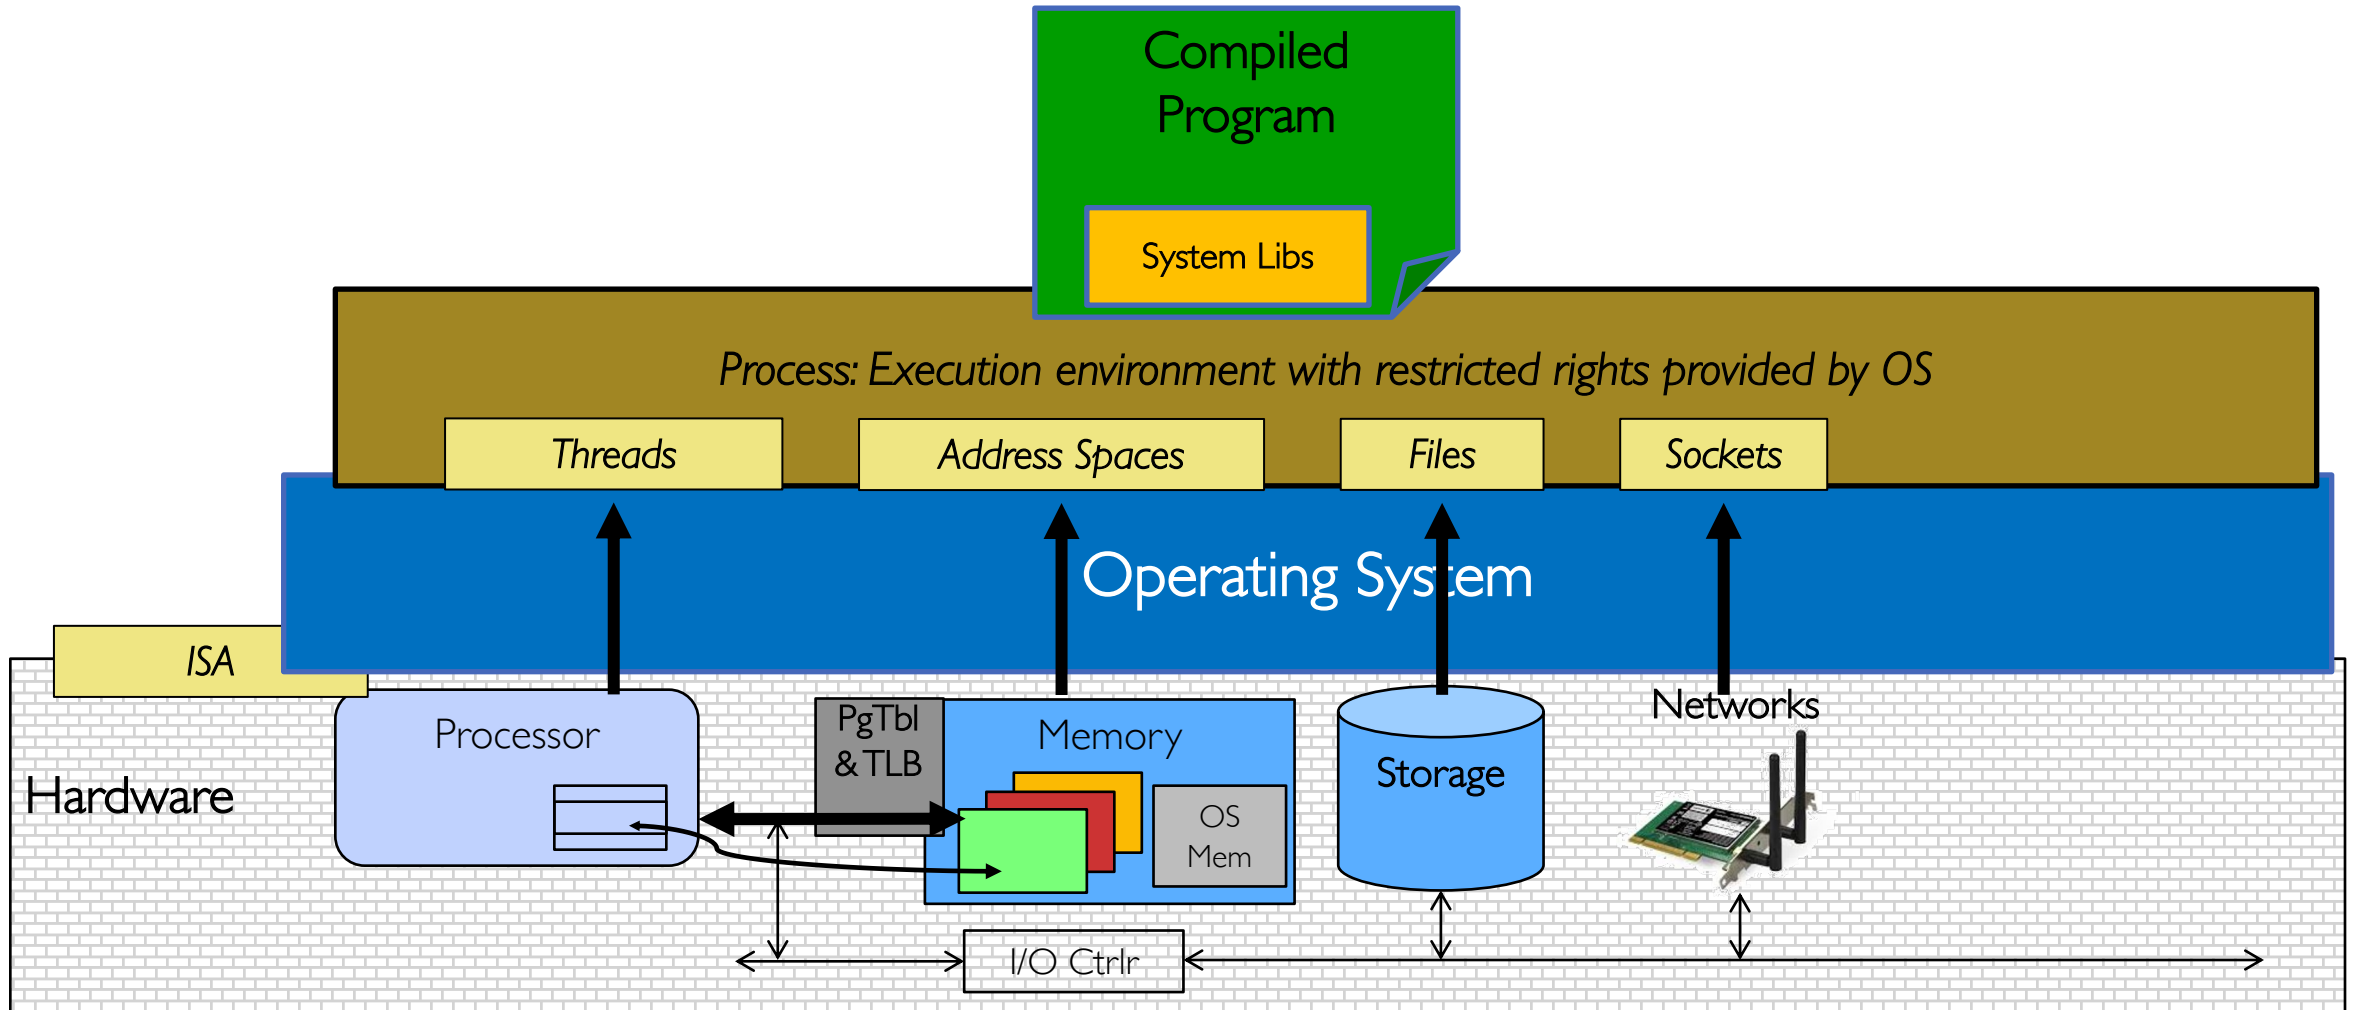 Compiled
Program
System Libs
Process: Execution environment with restricted rights provided by OS
Threads
Address Spaces
Files
Sockets
Operating System
ISA
Hardware
Processor
PgTbl
& TLB
Memory
OS
Mem
Storage
Networks
I/O Ctrlr